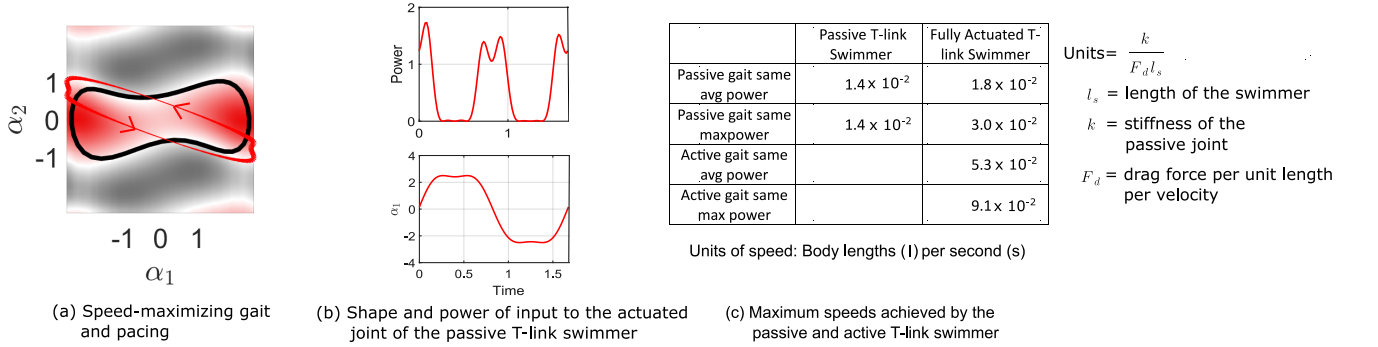 1
0
-1
α2
-1 0 1
α1
(a) Speed-maximizing gait
and pacing
2
1
0
Power
0 1
4
2
0
-2
-4
α1
0 0.5 1 1.5
Time
(b) Shape and power of input to the actuated
joint of the passive T-link swimmer
Passive T-link
Swimmer
Fully Actuated T-
link Swimmer
Passive gait same
avg power
1.4 x 10-2
1.8 x 10-2
Passive gait same
maxpower
1.4 x 10-2
3.0 x 10-2
Active gait same
avg power
5.3 x 10-2
Active gait same
max power
9.1 x 10-2
Units of speed: Body lengths (l) per second (s)
(c) Maximum speeds achieved by the
passive and active T-link swimmer
Units= k
Fd ls
ls = length of the swimmer
k = stiffness of the
passive joint
Fd = drag force per unit length
per velocity